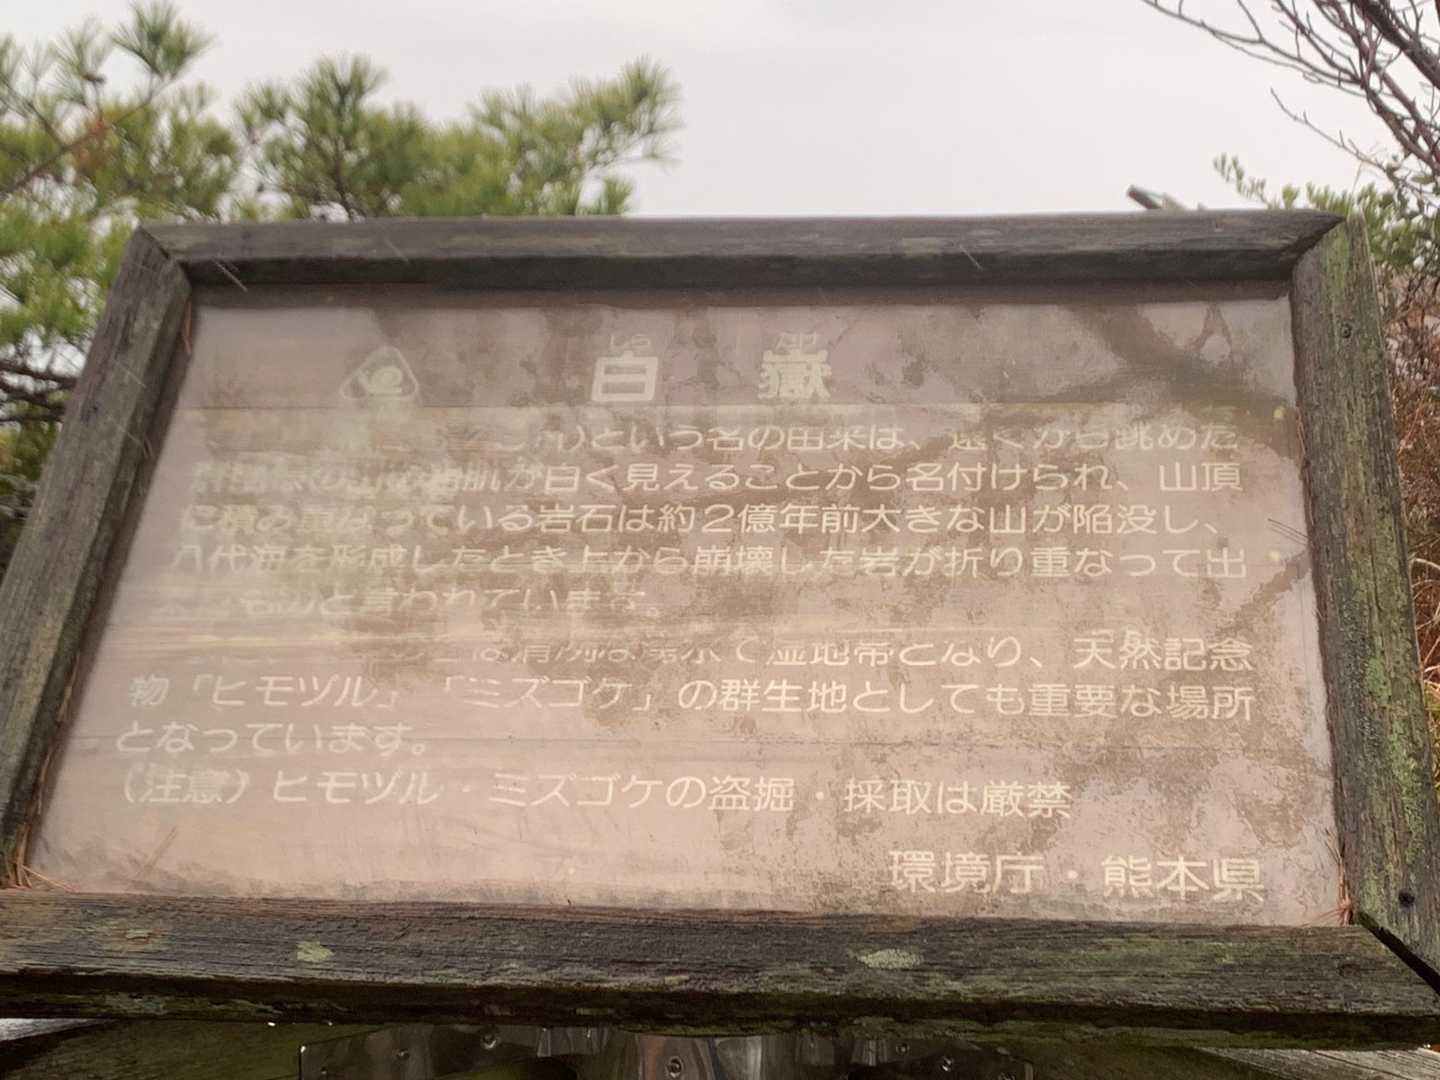 しら たけ
白 嶽
という名の由来は、遠くから眺めた
岩肌が白く見えることから名付けられ、山頂
に積み重なっている岩石は約2億年前大きな山が陥没し、
八代海を形成したとき上から崩壊した岩が折り重なって出
ものと言われています。
湿地帯となり、天然記念
物「ヒモヅル」「ミズゴケ」の群生地としても重要な場所
となっています。
(注意)ヒモヅル・ミズゴケの盗掘・採取は厳禁
環境庁・熊本県